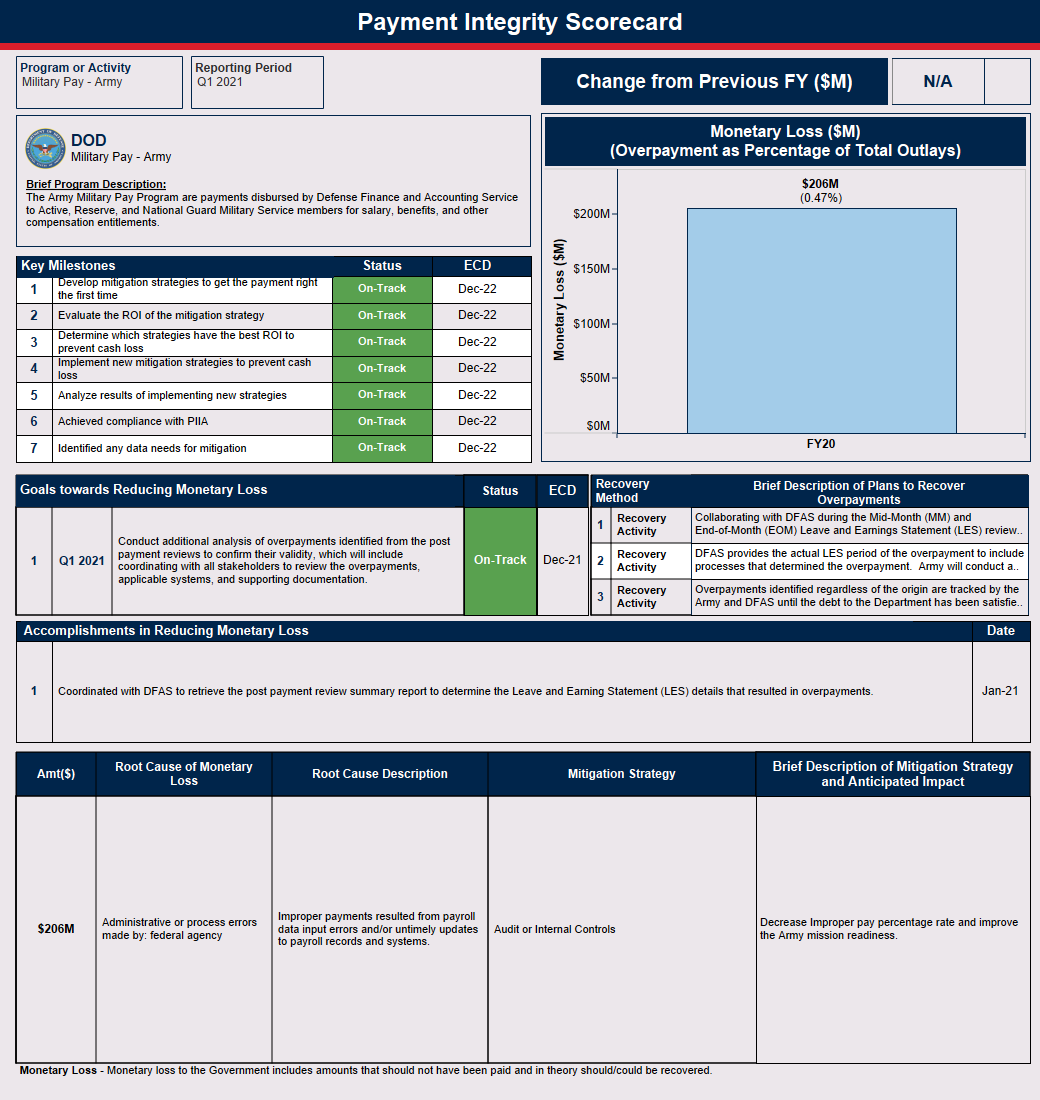 Payment Integrity Scorecard
Program or Activity
Military Pay - Army
Reporting Period
Q1 2021
Change from Previous FY ($M)
N/A
DOD
Military Pay - Army
Brief Program Description:
The Army Military Pay Program are payments disbursed by Defense Finance and Accounting Service
to Active, Reserve, and National Guard Military Service members for salary, benefits, and other
compensation entitlements.
Monetary Loss ($M)
(Overpayment as Percentage of Total Outlays)
$206M
(0.47%)
Monetary Loss ($M)
$200M
$150M
$100M
$50M
$0M
FY20
Key Milestones Status ECD
1 Develop mitigation strategies to get the payment right
the first time On-Track Dec-22
2 Evaluate the ROI of the mitigation strategy On-Track Dec-22
3 Determine which strategies have the best ROI to
prevent cash loss On-Track Dec-22
4 Implement new mitigation strategies to prevent cash
loss On-Track Dec-22
5 Analyze results of implementing new strategies On-Track Dec-22
6 Achieved compliance with PIIA On-Track Dec-22
7 Identified any data needs for mitigation On-Track Dec-22
Goals towards Reducing Monetary Loss Status ECD
1 Q1 2021
Conduct additional analysis of overpayments identified from the post
payment reviews to confirm their validity, which will include
coordinating with all stakeholders to review the overpayments,
applicable systems, and supporting documentation.
On-Track Dec-21
Recovery
Method
Brief Description of Plans to Recover
Overpayments
1 Recovery
Activity
Collaborating with DFAS during the Mid-Month (MM) and
End-of-Month (EOM) Leave and Earnings Statement (LES) review..
2 Recovery
Activity
DFAS provides the actual LES period of the overpayment to include
processes that determined the overpayment. Army will conduct a..
3 Recovery
Activity
Overpayments identified regardless of the origin are tracked by the
Army and DFAS until the debt to the Department has been satisfie..
Accomplishments in Reducing Monetary Loss Date
1 Coordinated with DFAS to retrieve the post payment review summary report to determine the Leave and Earning Statement (LES) details that resulted in overpayments. Jan-21
Amt($)
Root Cause of Monetary
Loss
Root Cause Description
Mitigation Strategy
Brief Description of Mitigation Strategy
and Anticipated Impact
$206M
Administrative or process errors
made by: federal agency
Improper payments resulted from payroll
data input errors and/or untimely updates
to payroll records and systems.
Audit or Internal Controls
Decrease Improper pay percentage rate and improve
the Army mission readiness.
Monetary Loss - Monetary loss to the Government includes amounts that should not have been paid and in theory should/could be recovered.